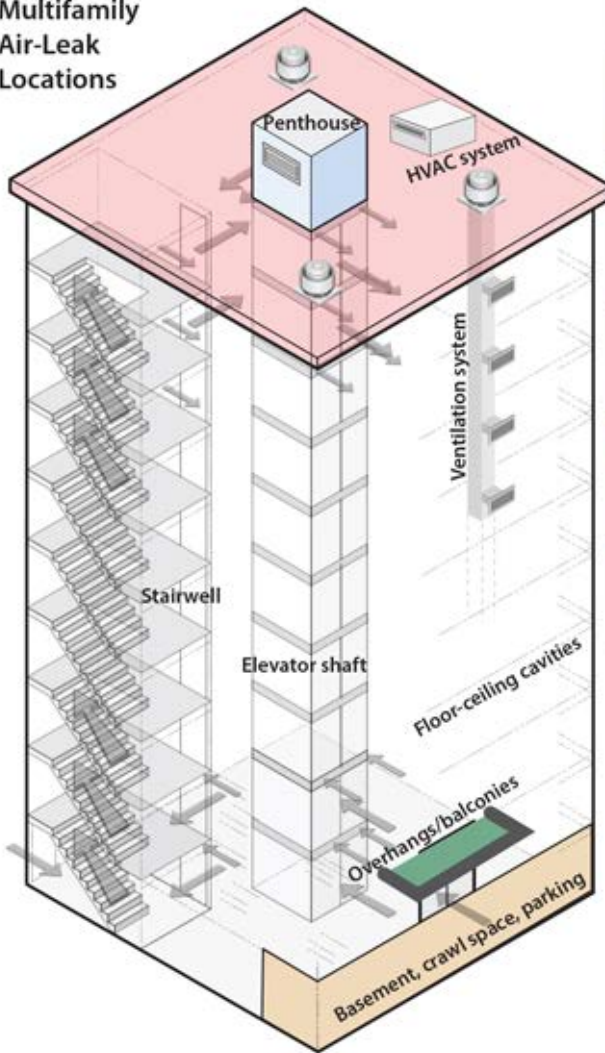 Multifamily
Air-Leak
Locations
Penthouse
HVAC system
Ventilation system
Stairwell
Elevator shaft
Floor-ceiling cavities
Overhangs/balconies
Basement, crawl space, parking